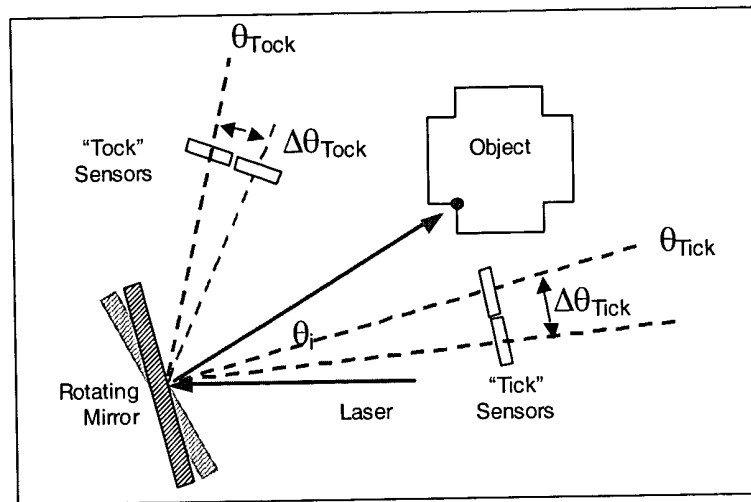 θTock
"Tock"
Sensors
ΔθTock
Object
θTick
ΔθTick
θi
Rotating
Mirror
Laser
"Tick"
Sensors